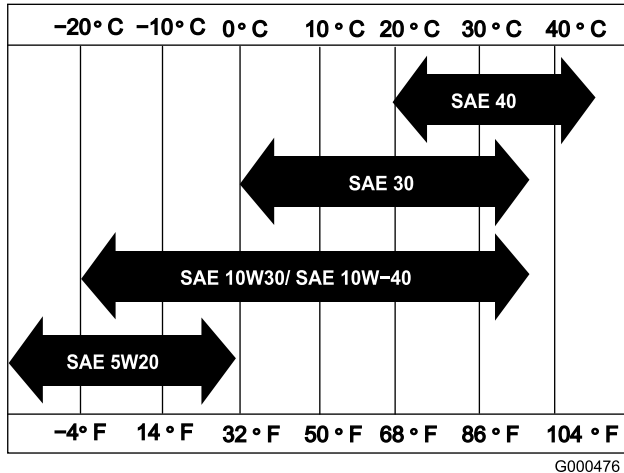 −20° C −10° C 0° C 10° C 20° C 30° C 40° C
SAE 40
SAE 30
SAE 10W30/ SAE 10W−40
SAE 5W20
−4° F 14° F 32° F 50° F 68° F 86° F 104° F
G000476